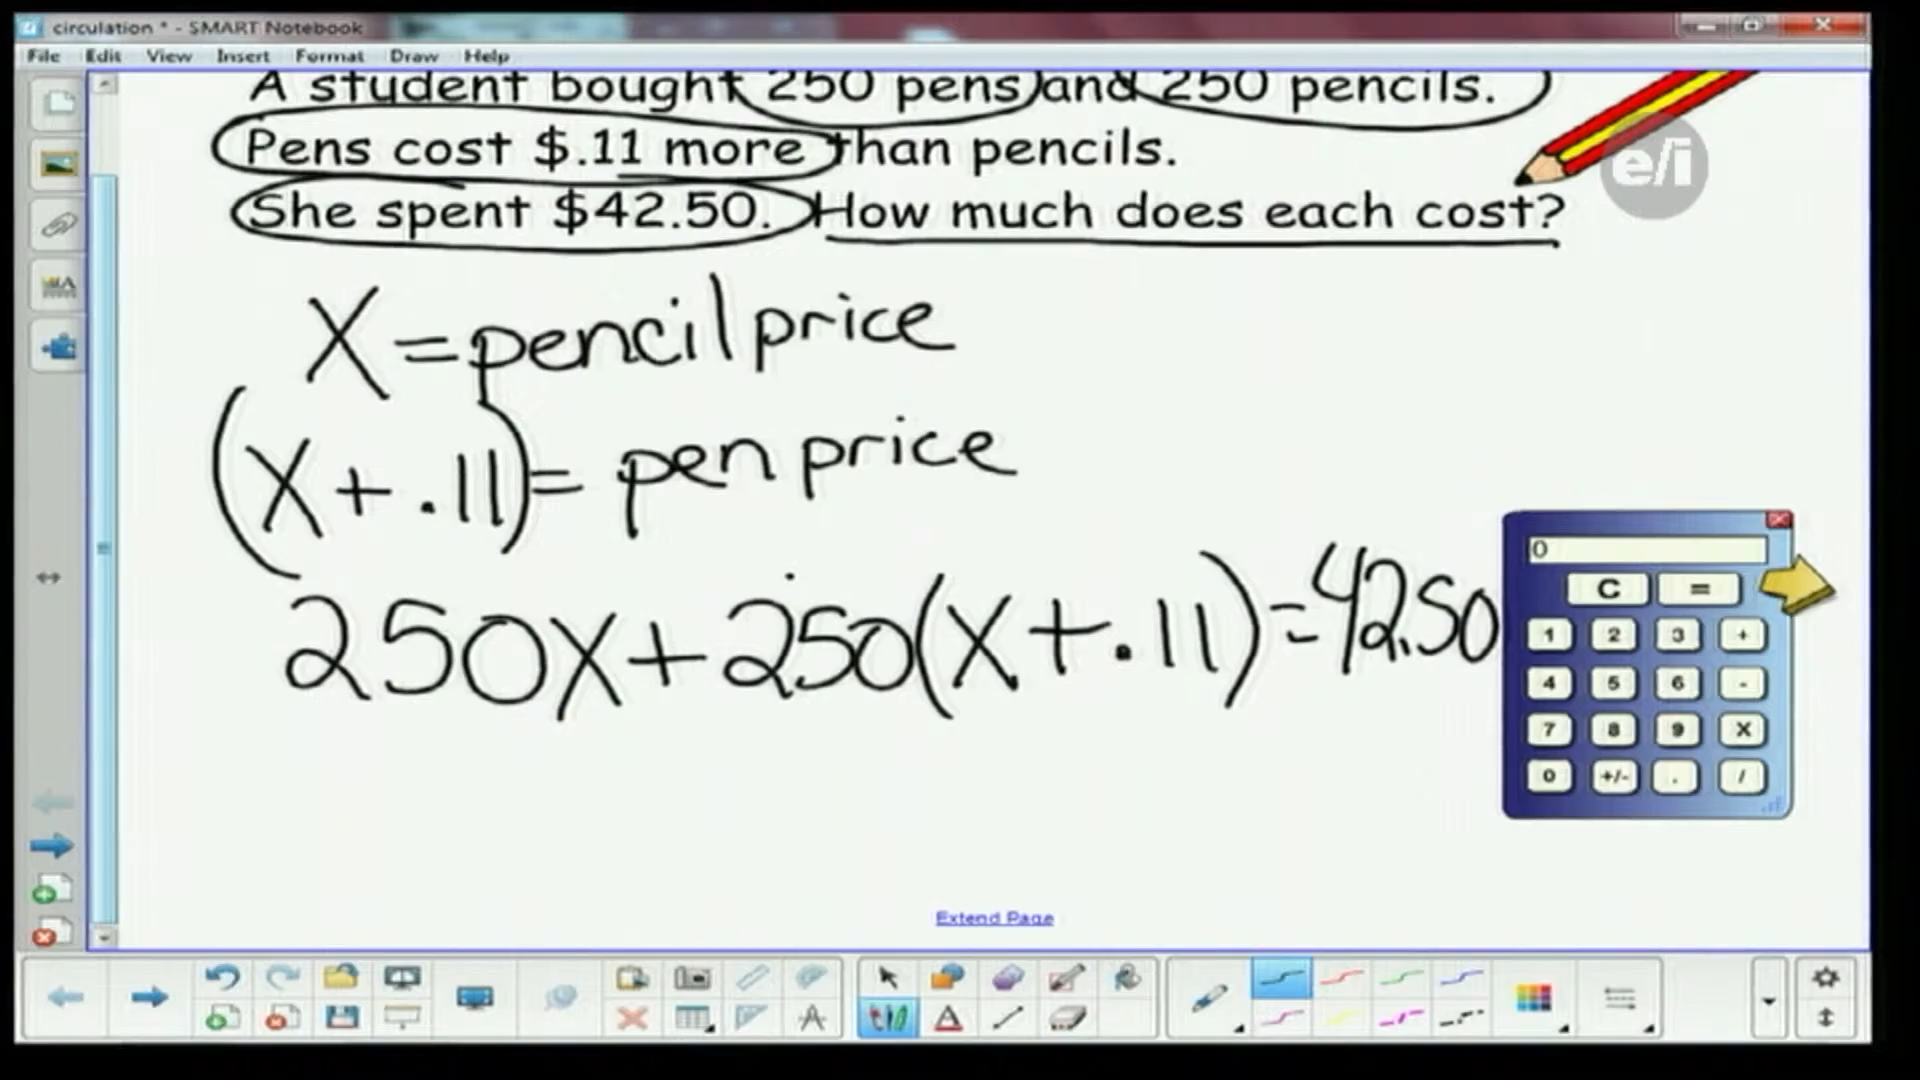 circulation * - SMART Notebook
File Edit View Insert Format Draw Help
A student bought 250 pens and 250 pencils.
Pens cost $.11 more than pencils.
She spent $42.50. How much does each cost?
e/i
X = pencil price
(X + .11) = pen price
250X + 250(X + .11) = 42.50
0
C =
1 2 3 +
4 5 6 -
7 8 9 X
0 +/- . /
Extend Page